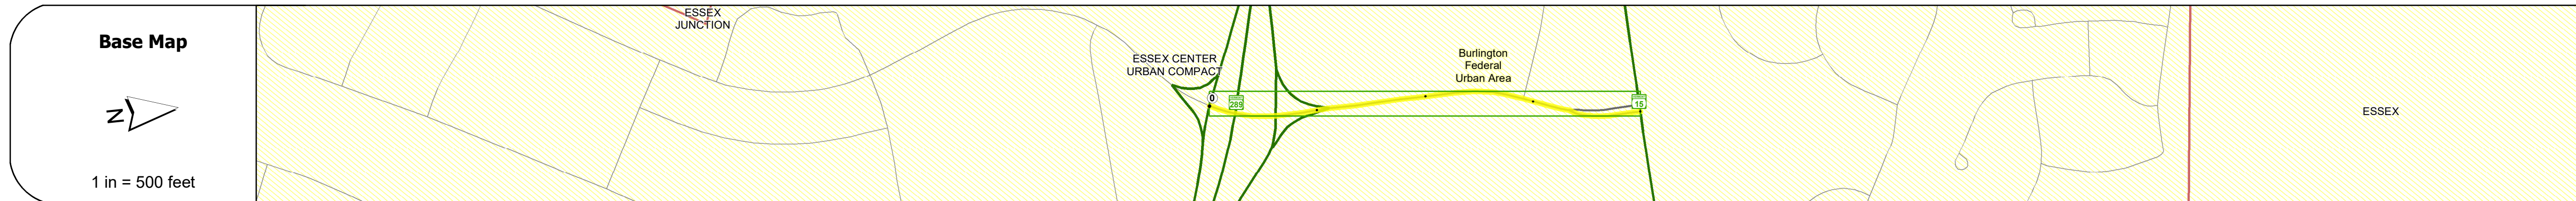 Base Map
N
1 in = 500 feet
ESSEX
JUNCTION
ESSEX CENTER
URBAN COMPACT
0
289
Burlington
Federal
Urban Area
15
ESSEX